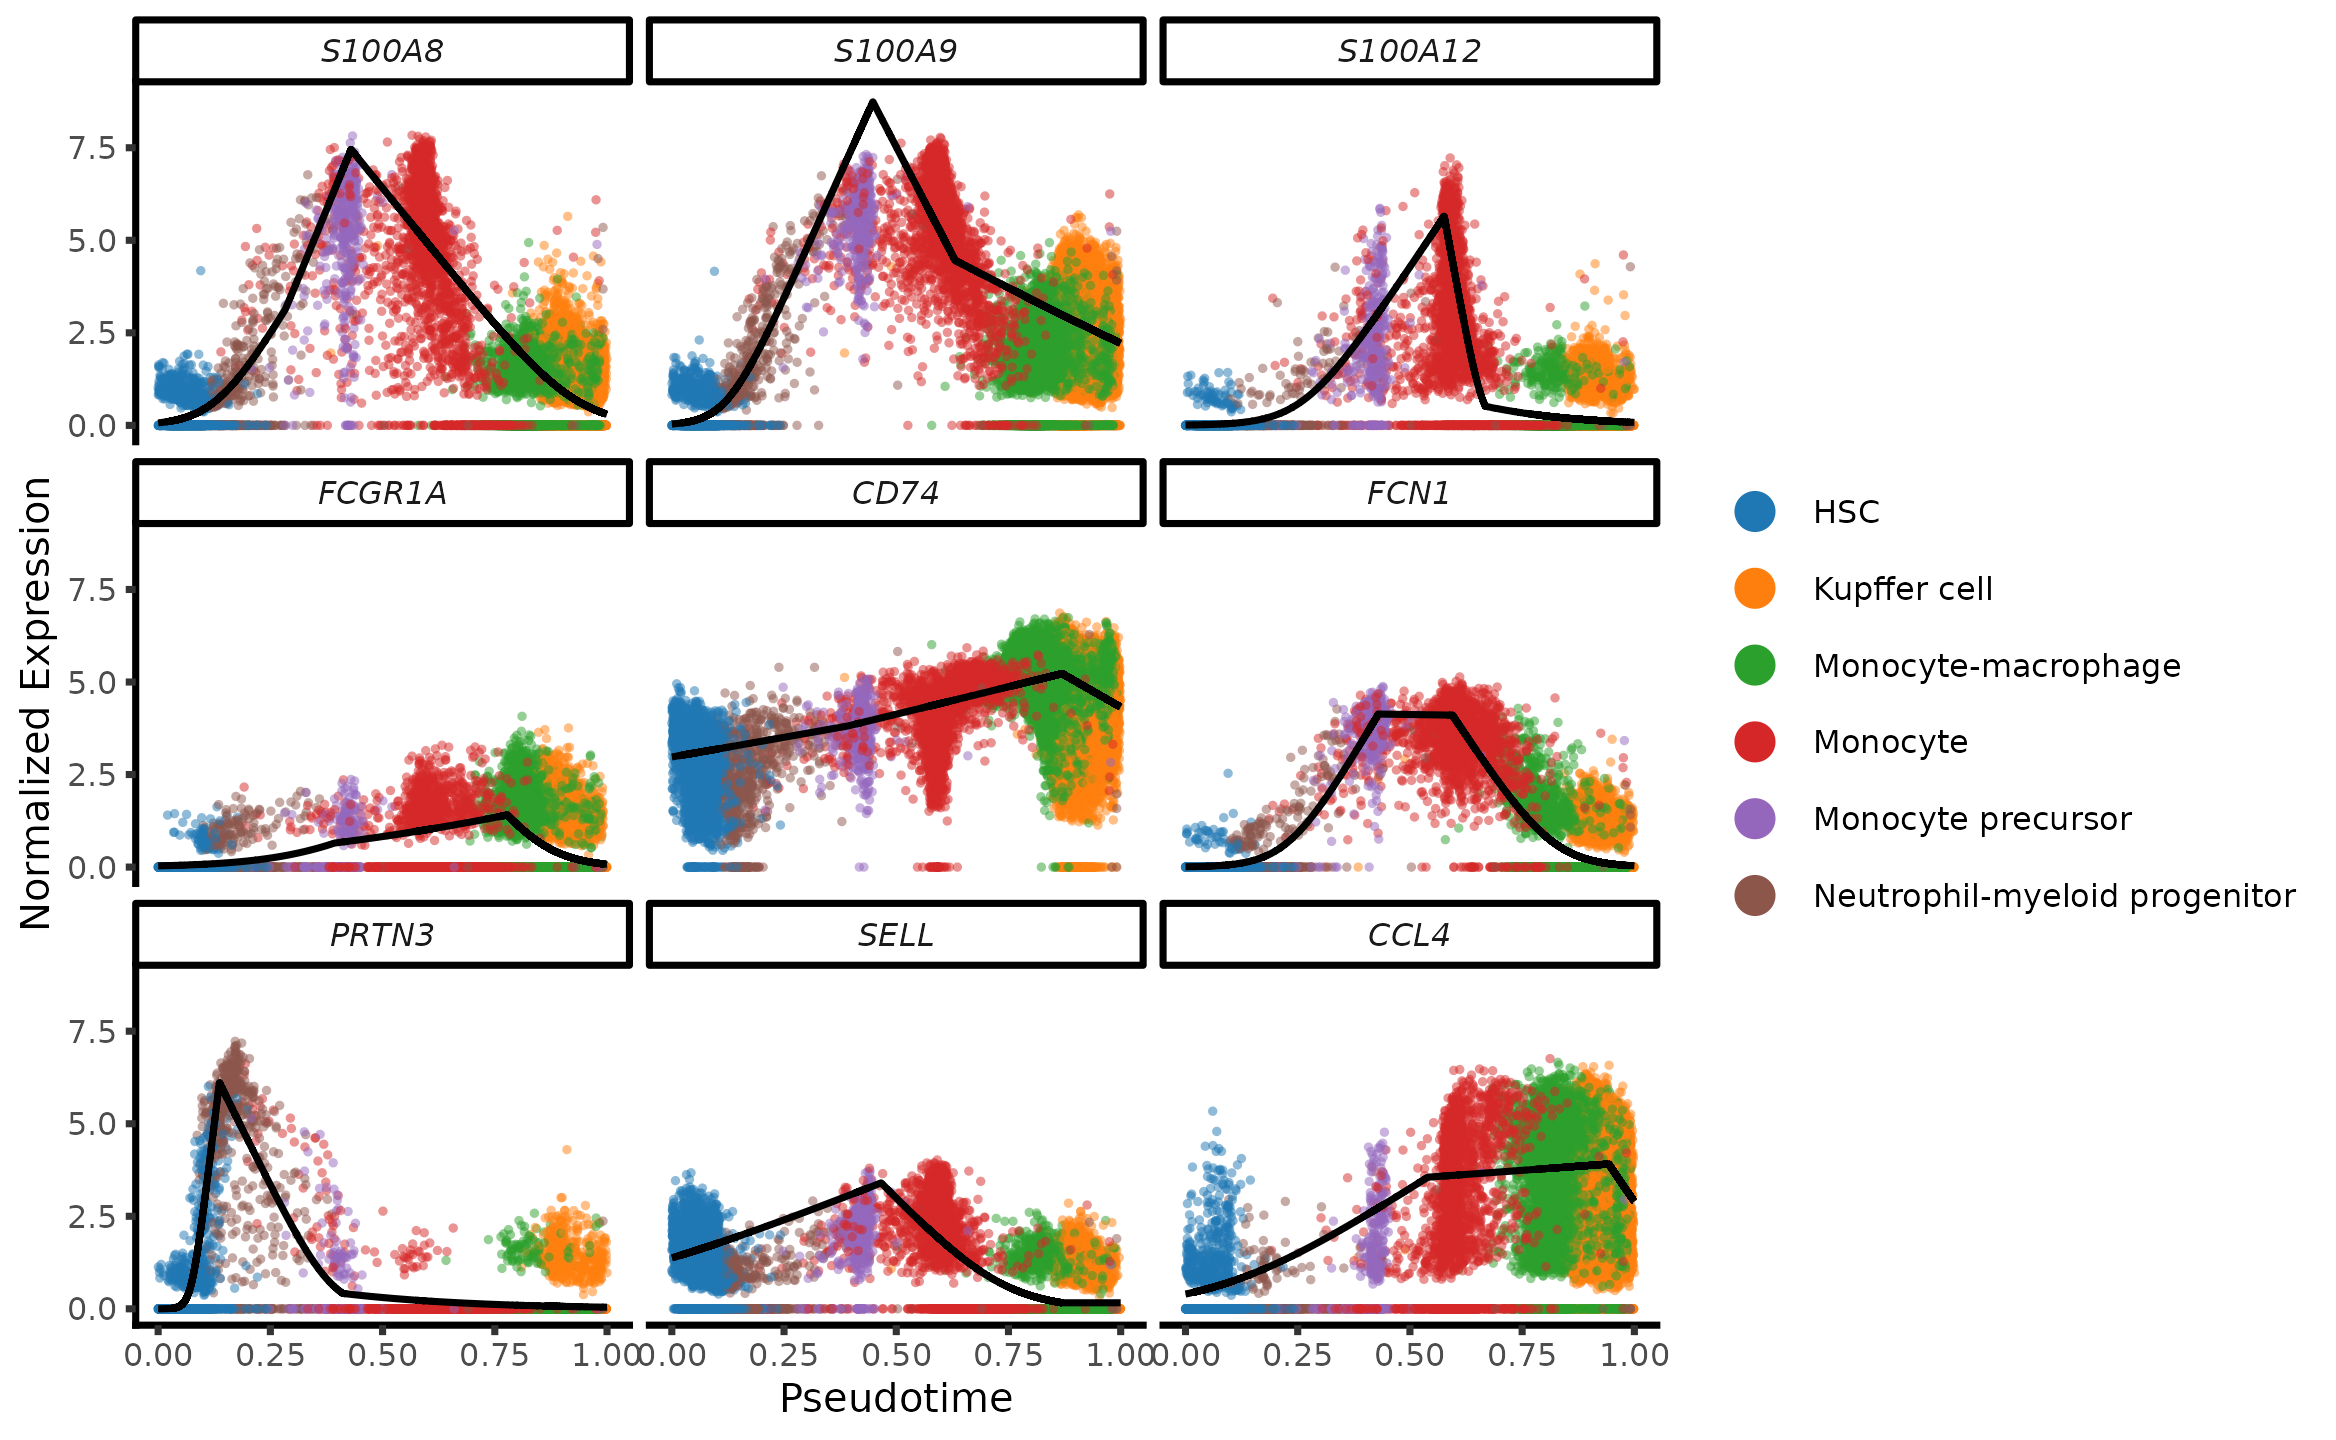 S100A8 S100A9 S100A12
7.5
5.0
2.5
0.0
FCGR1A CD74 FCN1
7.5
5.0
2.5
0.0
PRTN3 SELL CCL4
7.5
5.0
2.5
0.0
0.00 0.25 0.50 0.75 1.00 0.00 0.25 0.50 0.75 1.00 0.00 0.25 0.50 0.75 1.00
Pseudotime
Normalized Expression
HSC
Kupffer cell
Monocyte-macrophage
Monocyte
Monocyte precursor
Neutrophil-myeloid progenitor